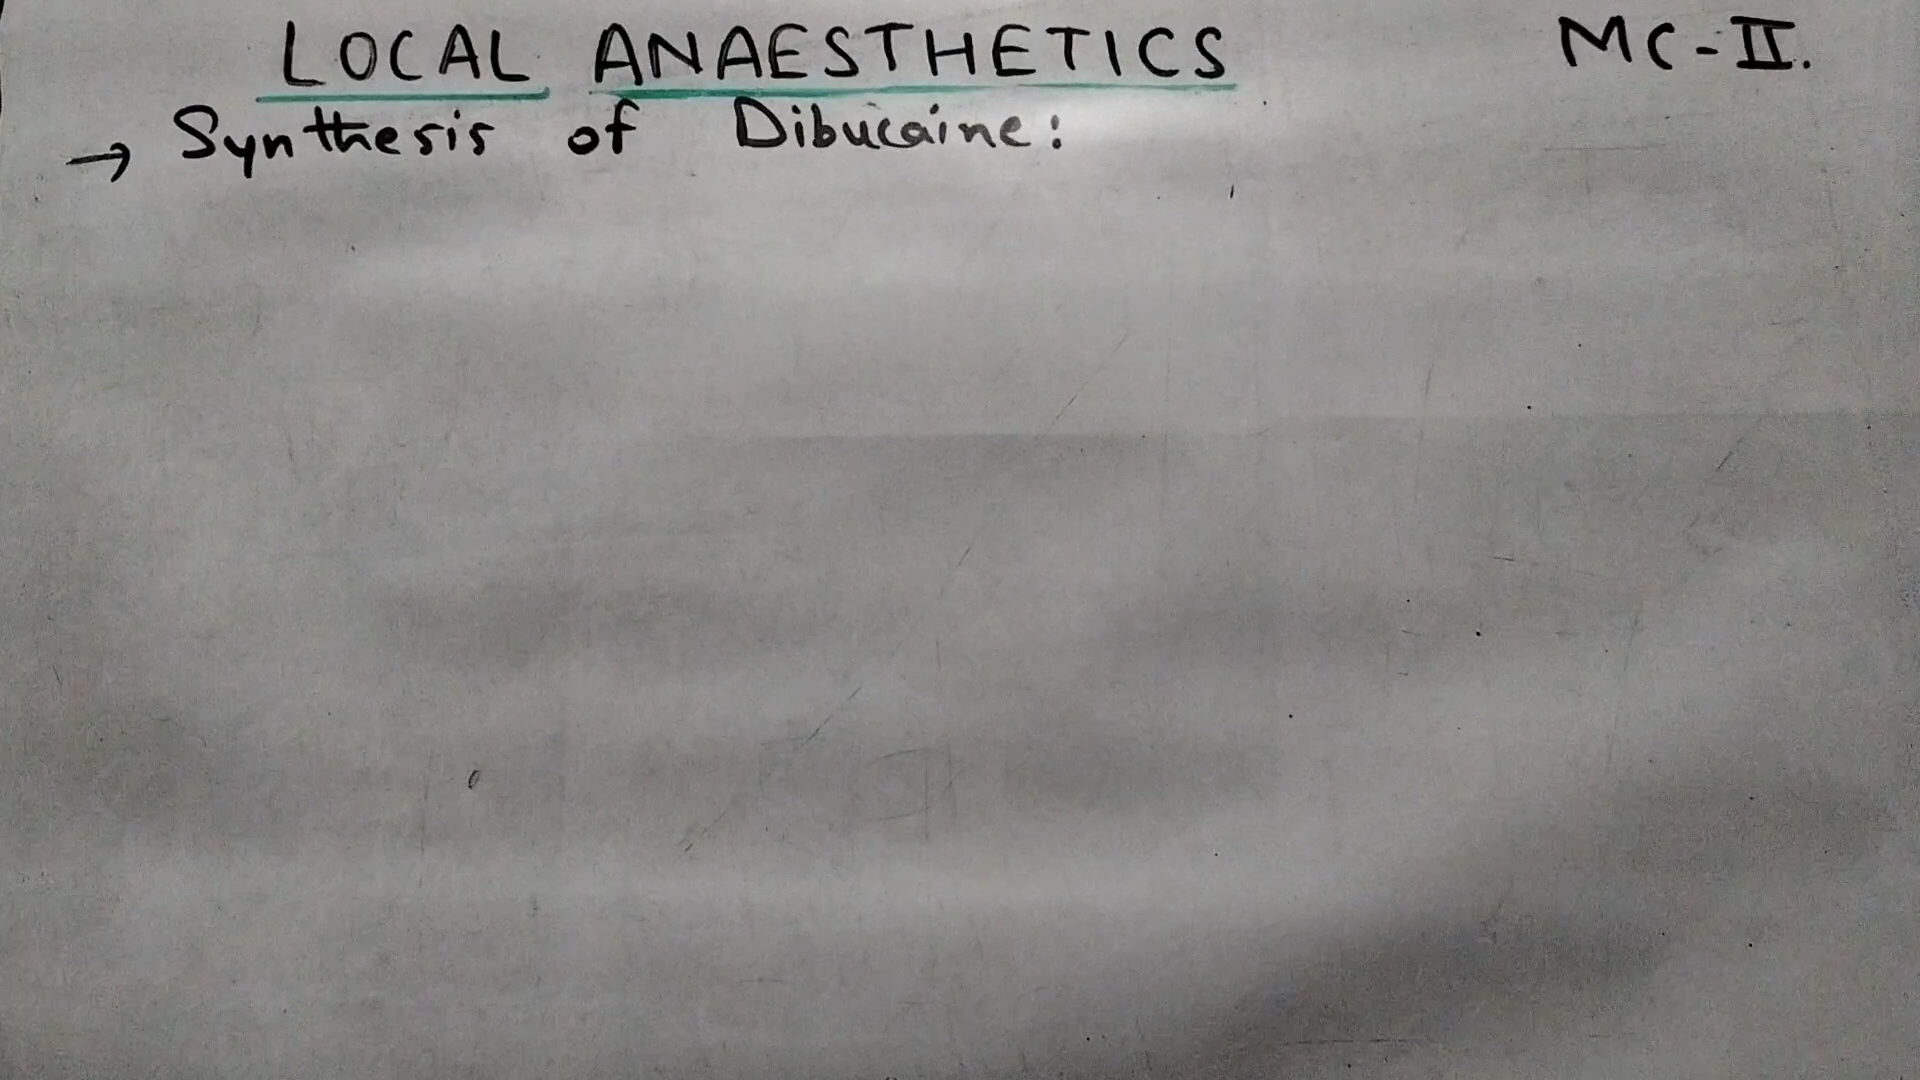 LOCAL ANAESTHETICS MC-II.
→ Synthesis of Dibucaine: